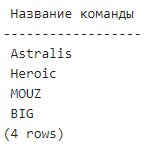 Название команды
------------------
Astralis
Heroic
MOUZ
BIG
(4 rows)